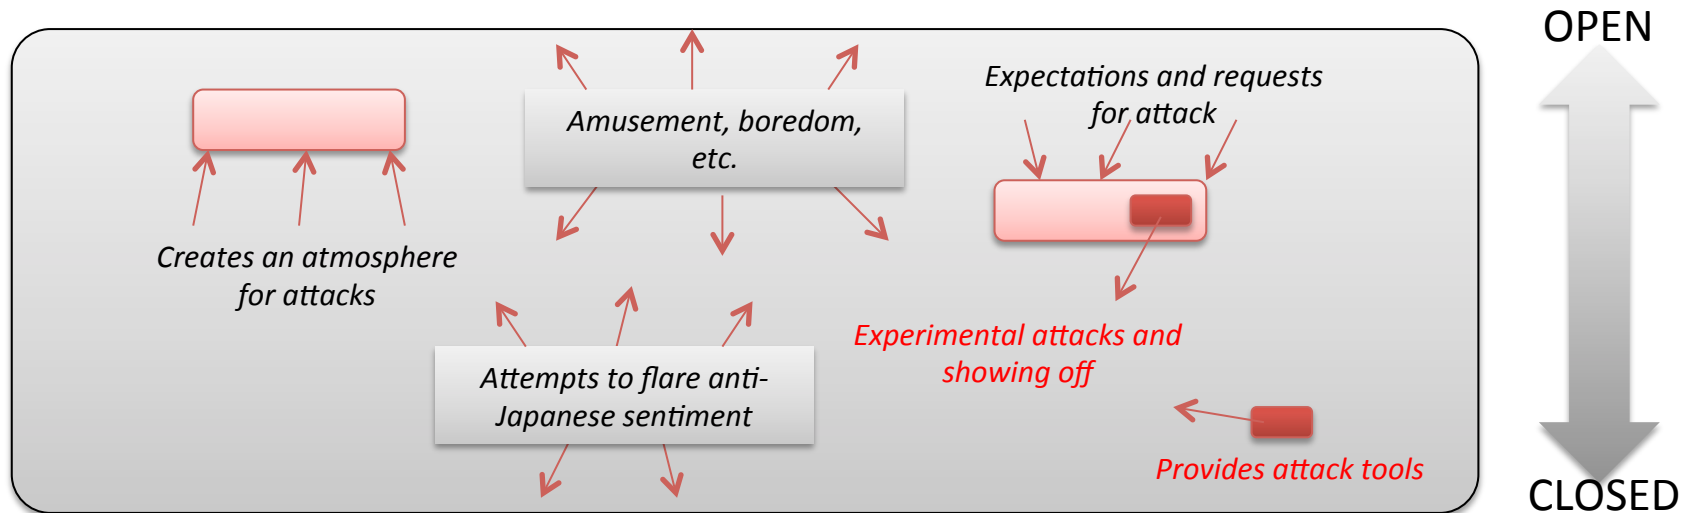 OPEN
Expectations and requests
for attack
Amusement, boredom,
etc.
Creates an atmosphere
for attacks
Experimental attacks and
showing off
Attempts to flare anti-
Japanese sentiment
Provides attack tools
CLOSED